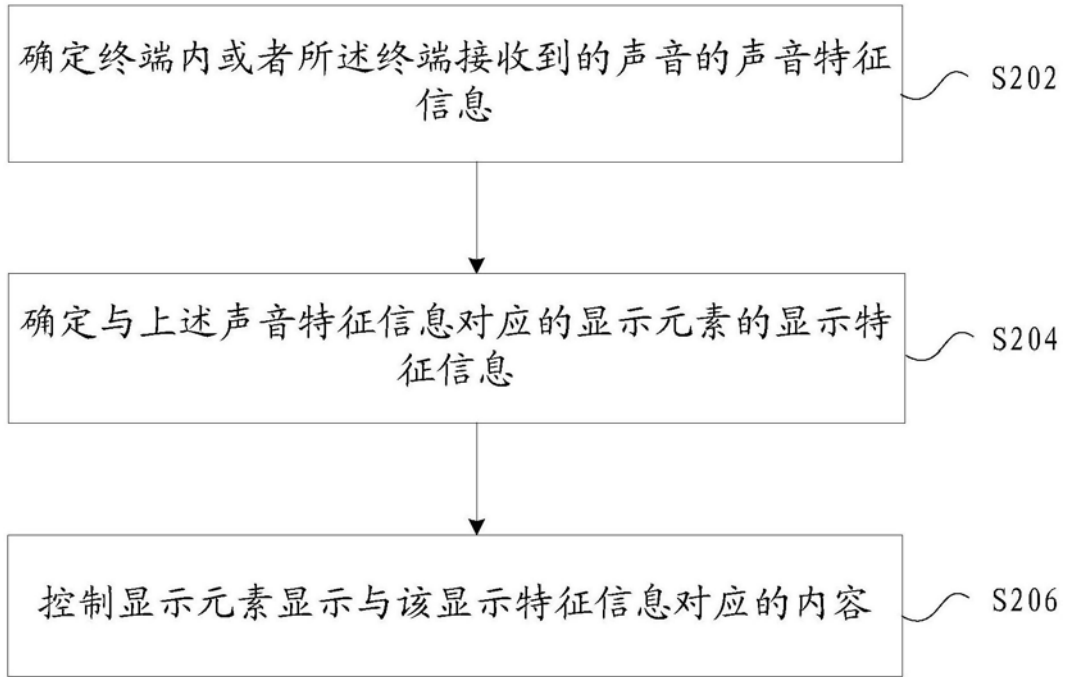 确定终端内或者所述终端接收到的声音的声音特征
信息
S202
确定与上述声音特征信息对应的显示元素的显示特
征信息
S204
控制显示元素显示与该显示特征信息对应的内容
S206